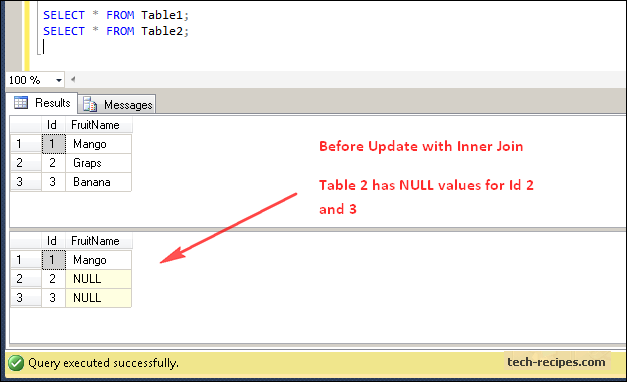 SELECT * FROM Table1;
SELECT * FROM Table2;
100 %
Results Messages
Id FruitName
1 1 Mango
2 2 Graps
3 3 Banana
Before Update with Inner Join
Table 2 has NULL values for Id 2
and 3
Id FruitName
1 1 Mango
2 2 NULL
3 3 NULL
Query executed successfully.
tech-recipes.com